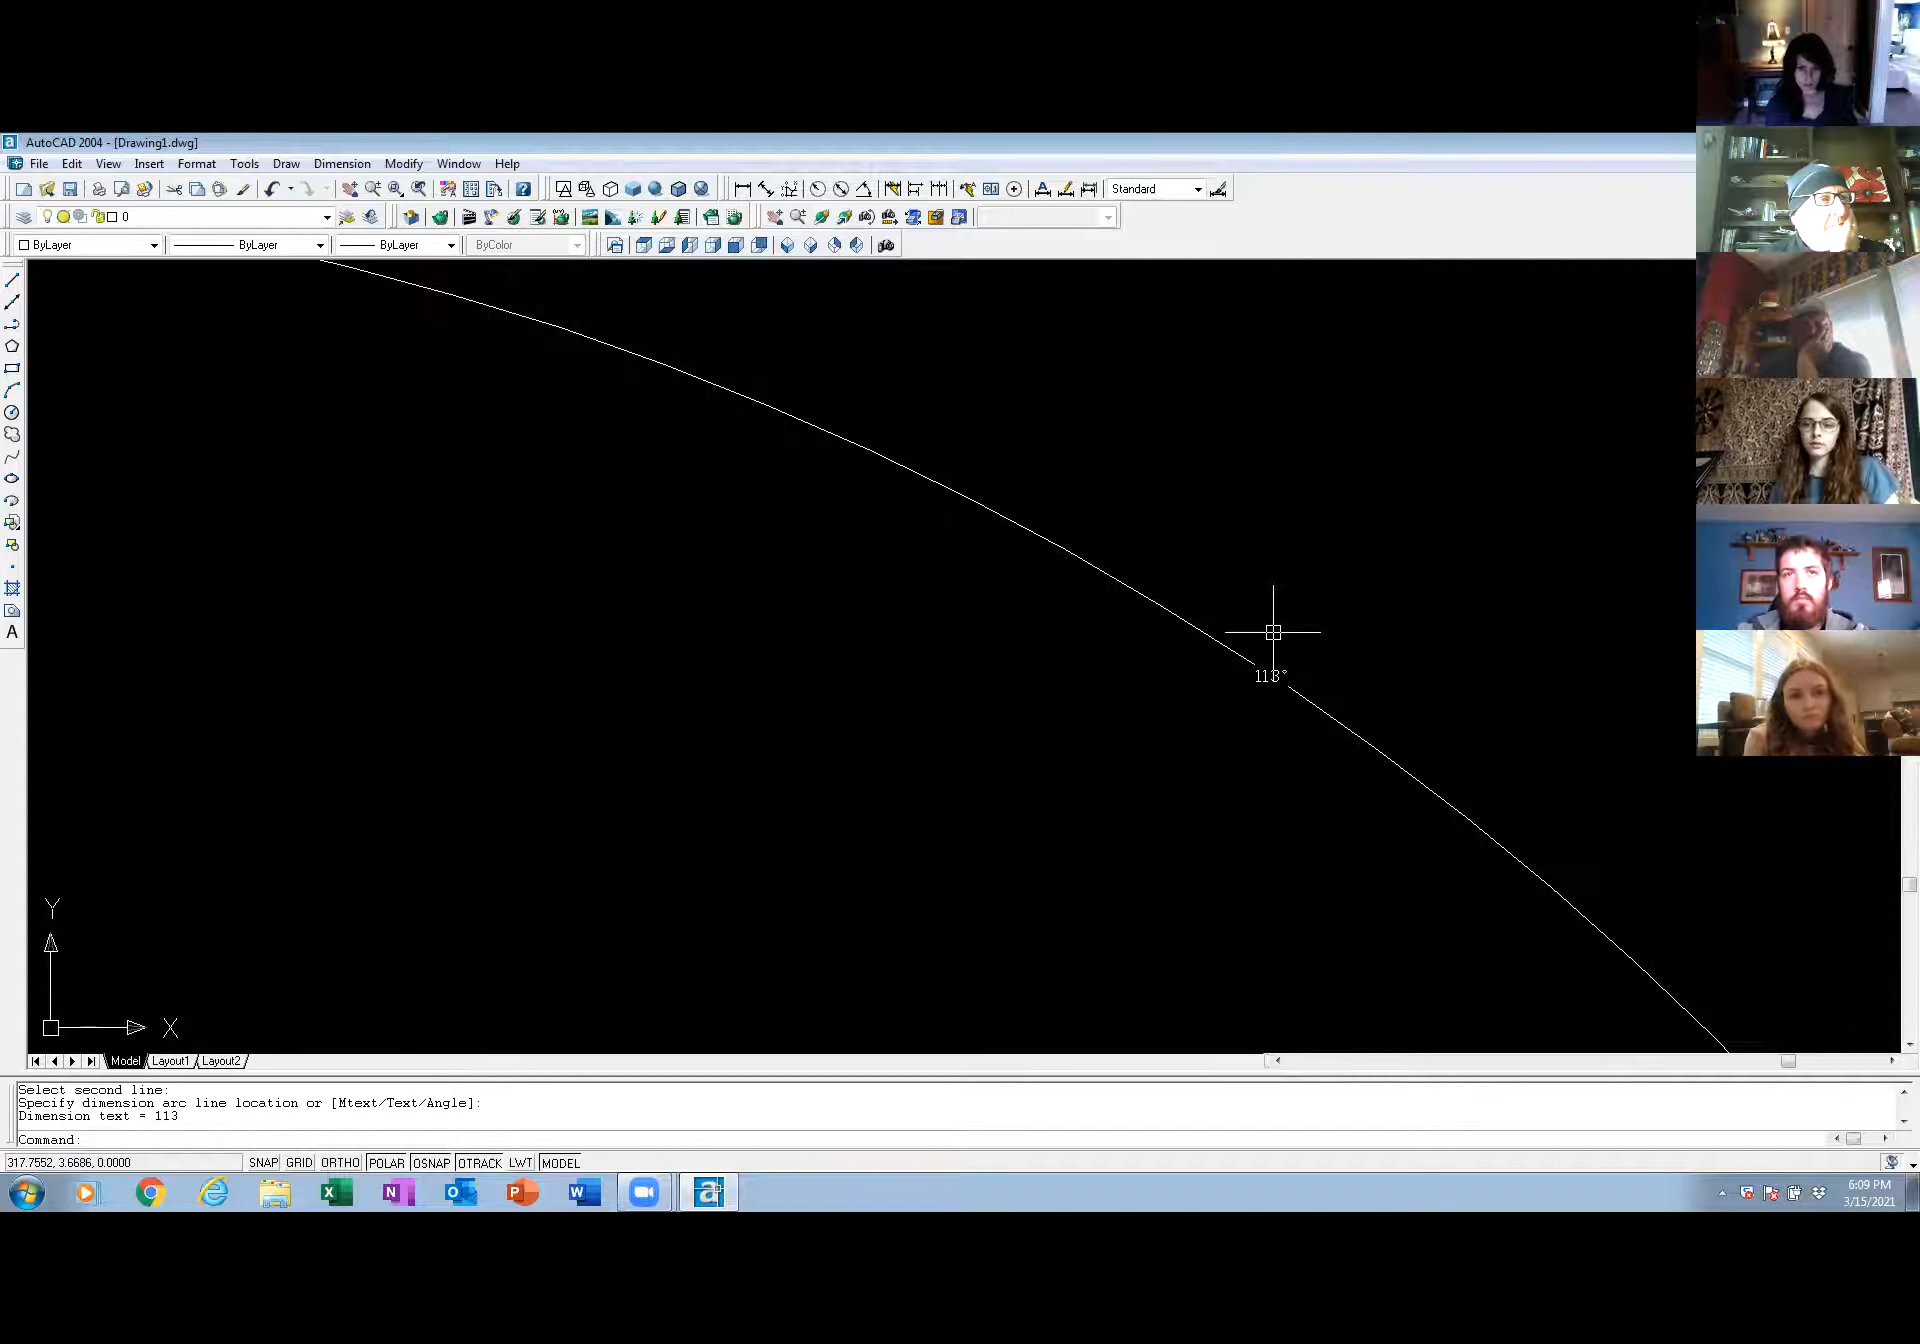 AutoCAD 2004 - [Drawing1.dwg]
File Edit View Insert Format Tools Draw Dimension Modify Window Help
Standard
0
ByLayer ByLayer ByLayer ByColor
A
113°
Y
X
Model Layout1 Layout2
Select second line:
Specify dimension arc line location or [Mtext/Text/Angle]:
Dimension text = 113
Command:
317.7552, 3.6686, 0.0000 SNAP GRID ORTHO POLAR OSNAP OTRACK LWT MODEL
6:09 PM
3/15/2021